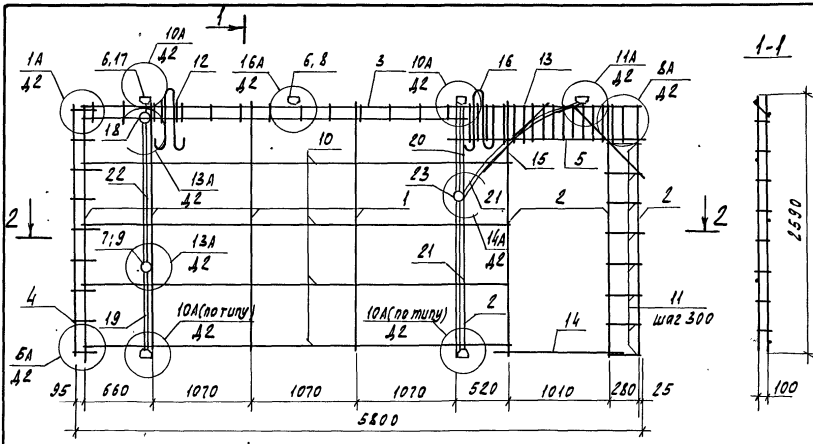 1
1-1
1А
Д2
10А
Д2
6,17
12
16А
Д2
6,8
3
10А
Д2
16
13
11А
Д2
8А
Д2
18
10
20
15
5
13А
Д2
22
23
21
1
2
2
2
2
14А
Д2
7;9
13А
Д2
21
4
19
10А(по типу)
Д2
10А(по типу)
Д2
2
11
шаг 300
14
5А
Д2
2590
95
660
1070
1070
1070
520
1010
280
25
100
5800